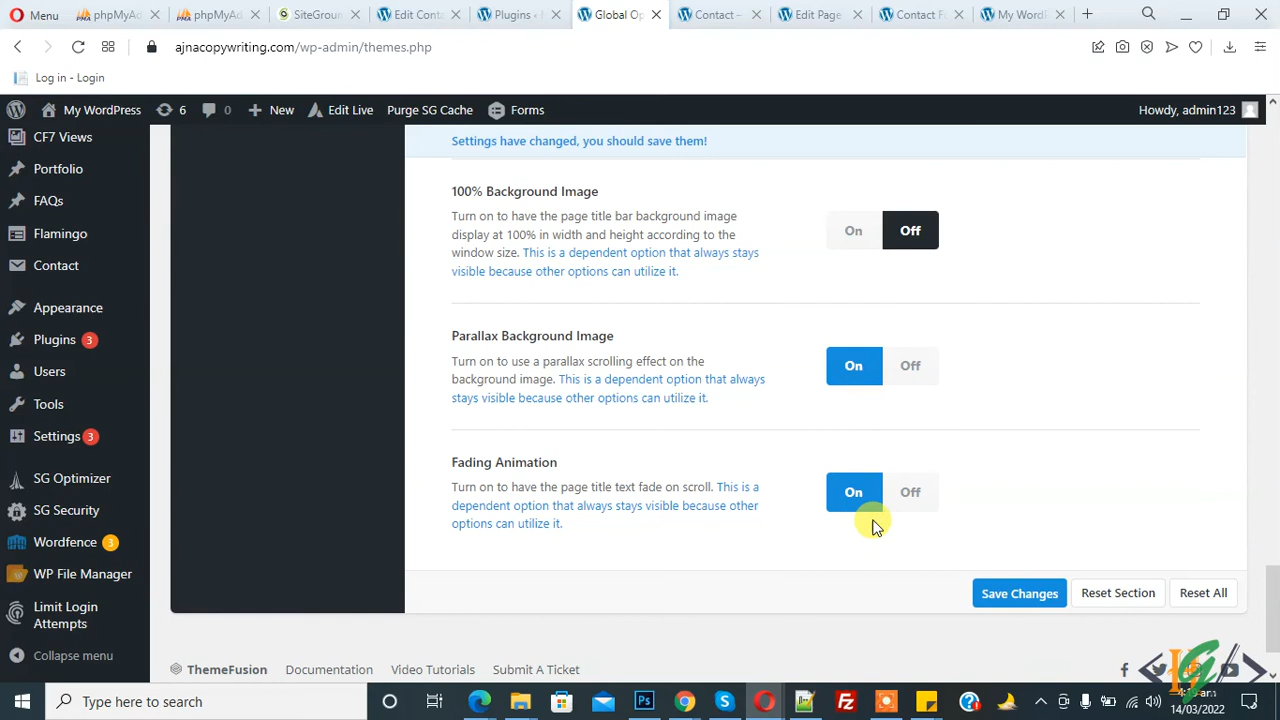 Menu
phpMyAd
phpMyAd
SiteGroun
Edit Conta
Plugins ‹
Global Op
Contact –
Edit Page
Contact F
My WordP
ajnacopywriting.com/wp-admin/themes.php
Log in - Login
My WordPress
6
0
New
Edit Live
Purge SG Cache
Forms
Howdy, admin123
CF7 Views
Portfolio
FAQs
Flamingo
Contact
Appearance
Plugins 3
Users
Tools
Settings 3
SG Optimizer
SG Security
Wordfence 3
WP File Manager
Limit Login
Attempts
Collapse menu
Settings have changed, you should save them!
100% Background Image
Turn on to have the page title bar background image
display at 100% in width and height according to the
window size. This is a dependent option that always stays
visible because other options can utilize it.
On Off
Parallax Background Image
Turn on to use a parallax scrolling effect on the
background image. This is a dependent option that always
stays visible because other options can utilize it.
On Off
Fading Animation
Turn on to have the page title text fade on scroll. This is a
dependent option that always stays visible because other
options can utilize it.
On Off
Save Changes
Reset Section
Reset All
ThemeFusion
Documentation
Video Tutorials
Submit A Ticket
Type here to search
14/03/2022